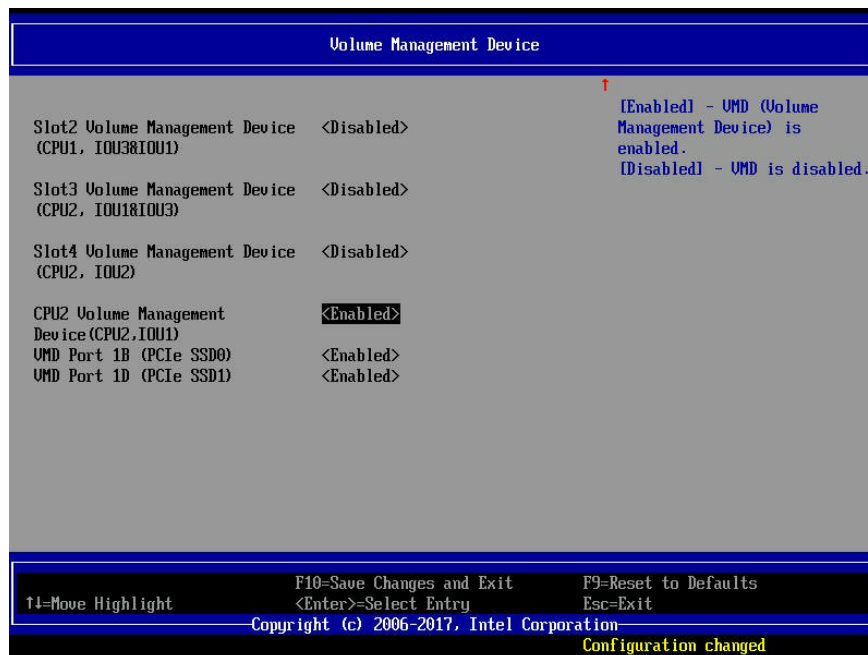 Volume Management Device
↑
[Enabled] - VMD (Volume
Management Device) is
enabled.
[Disabled] - VMD is disabled.
Slot2 Volume Management Device <Disabled>
(CPU1, IOU3&IOU1)
Slot3 Volume Management Device <Disabled>
(CPU2, IOU1&IOU3)
Slot4 Volume Management Device <Disabled>
(CPU2, IOU2)
CPU2 Volume Management <Enabled>
Device(CPU2,IOU1)
VMD Port 1B (PCIe SSD0) <Enabled>
VMD Port 1D (PCIe SSD1) <Enabled>
F10=Save Changes and Exit F9=Reset to Defaults
↑↓=Move Highlight <Enter>=Select Entry Esc=Exit
Copyright (c) 2006-2017, Intel Corporation
Configuration changed